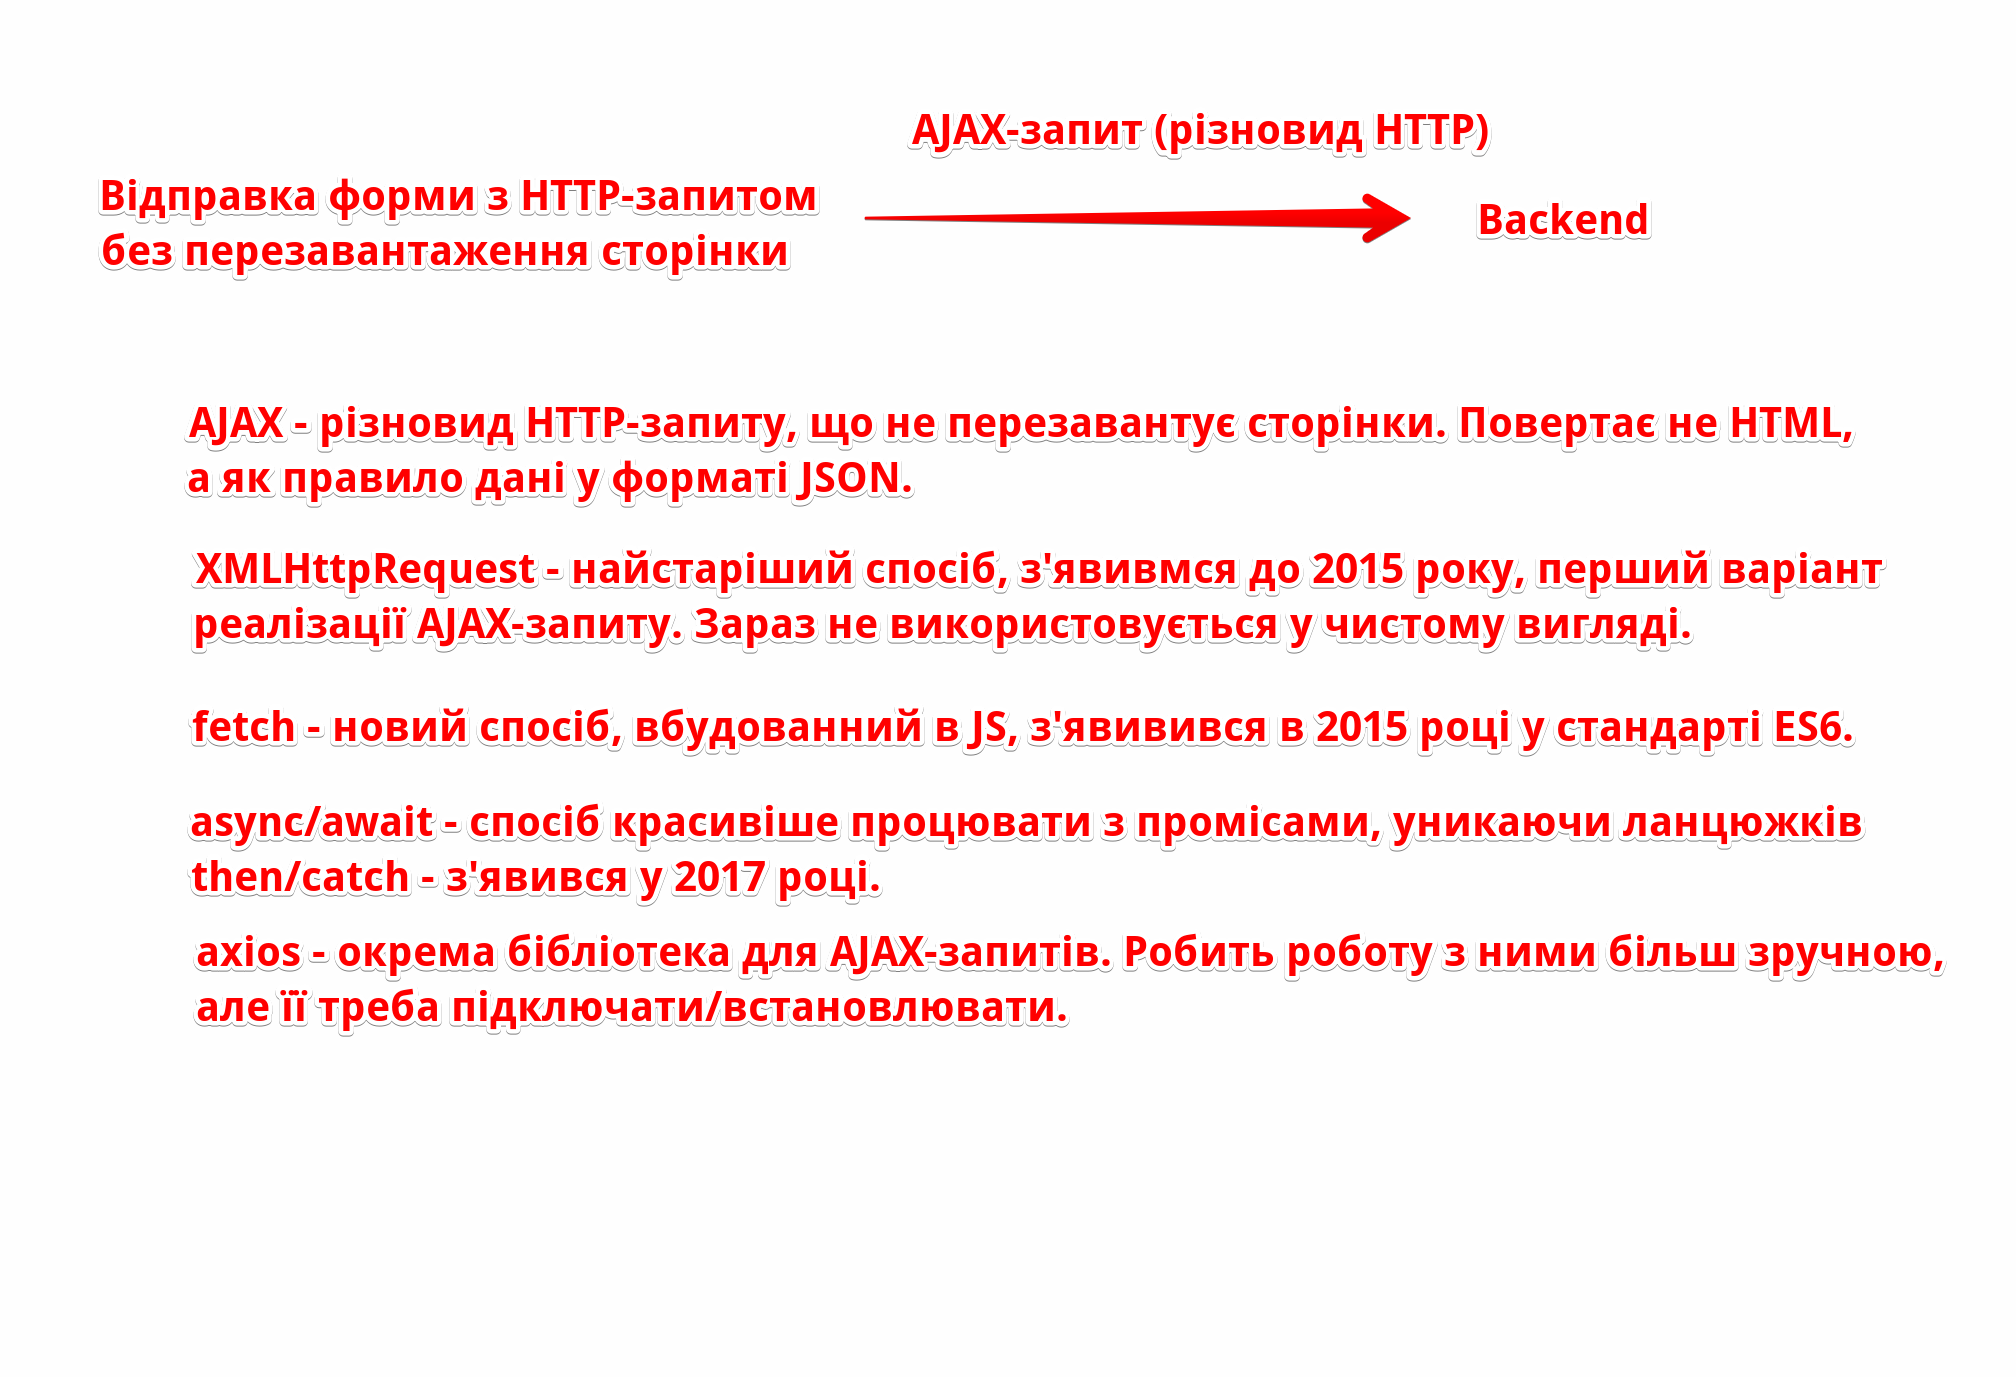 AJAX-запит (різновид HTTP)
Відправка форми з HTTP-запитом
без перезавантаження сторінки
Backend
AJAX - різновид HTTP-запиту, що не перезавантує сторінки. Повертає не HTML,
а як правило дані у форматі JSON.
XMLHttpRequest - найстаріший спосіб, з'явивмся до 2015 року, перший варіант
реалізації AJAX-запиту. Зараз не використовується у чистому вигляді.
fetch - новий спосіб, вбудованний в JS, з'явивився в 2015 році у стандарті ES6.
async/await - спосіб красивіше процювати з промісами, уникаючи ланцюжків
then/catch - з'явився у 2017 році.
axios - окрема бібліотека для AJAX-запитів. Робить роботу з ними більш зручною,
але її треба підключати/встановлювати.